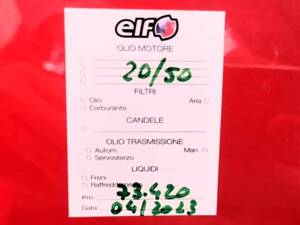 elf
OLIO MOTORE
20/50
FILTRI
Olio Aria
Carburante
CANDELE
OLIO TRASMISSIONE
Autom. Man.
Servosterzo
LIQUIDI
Freni
Raffreddo
Km: 73.420
Data: 04/2023